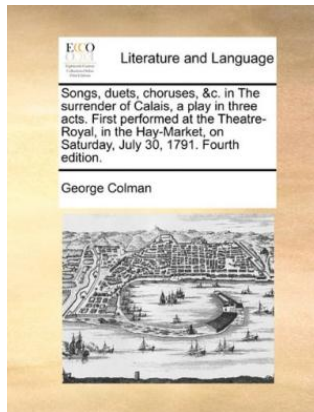 ECCO
Literature and Language
Songs, duets, choruses, &c. in The
surrender of Calais, a play in three
acts. First performed at the Theatre-
Royal, in the Hay-Market, on
Saturday, July 30, 1791. Fourth
edition.
George Colman